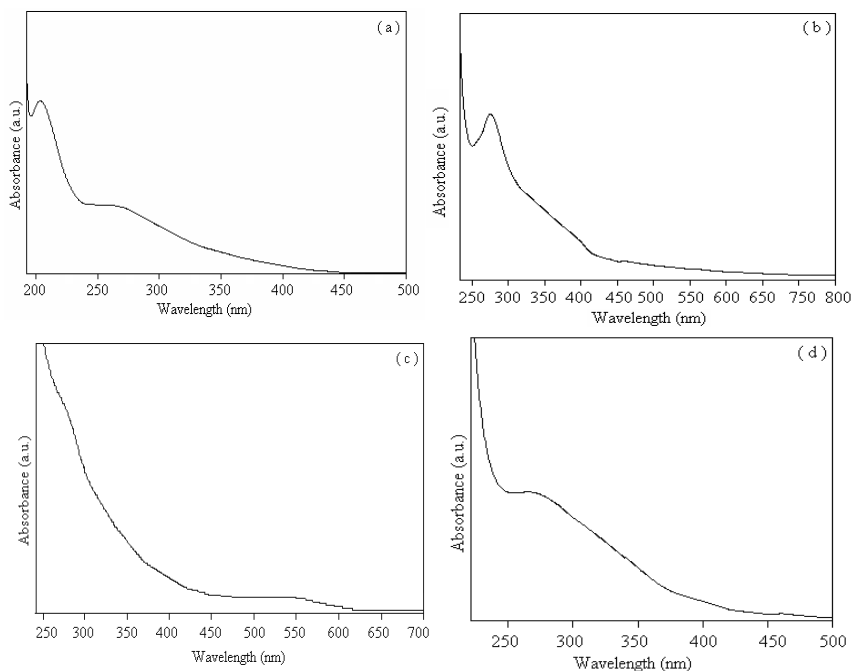 ( a )
Absorbance (a.u.)
200 250 300 350 400 450 500
Wavelength (nm)
( b )
Absorbance (a.u.)
250 300 350 400 450 500 550 600 650 700 750 800
Wavelength (nm)
( c )
Absorbance (a.u.)
250 300 350 400 450 500 550 600 650 700
Wavelength (nm)
( d )
Absorbance (a.u.)
250 300 350 400 450 500
Wavelength (nm)